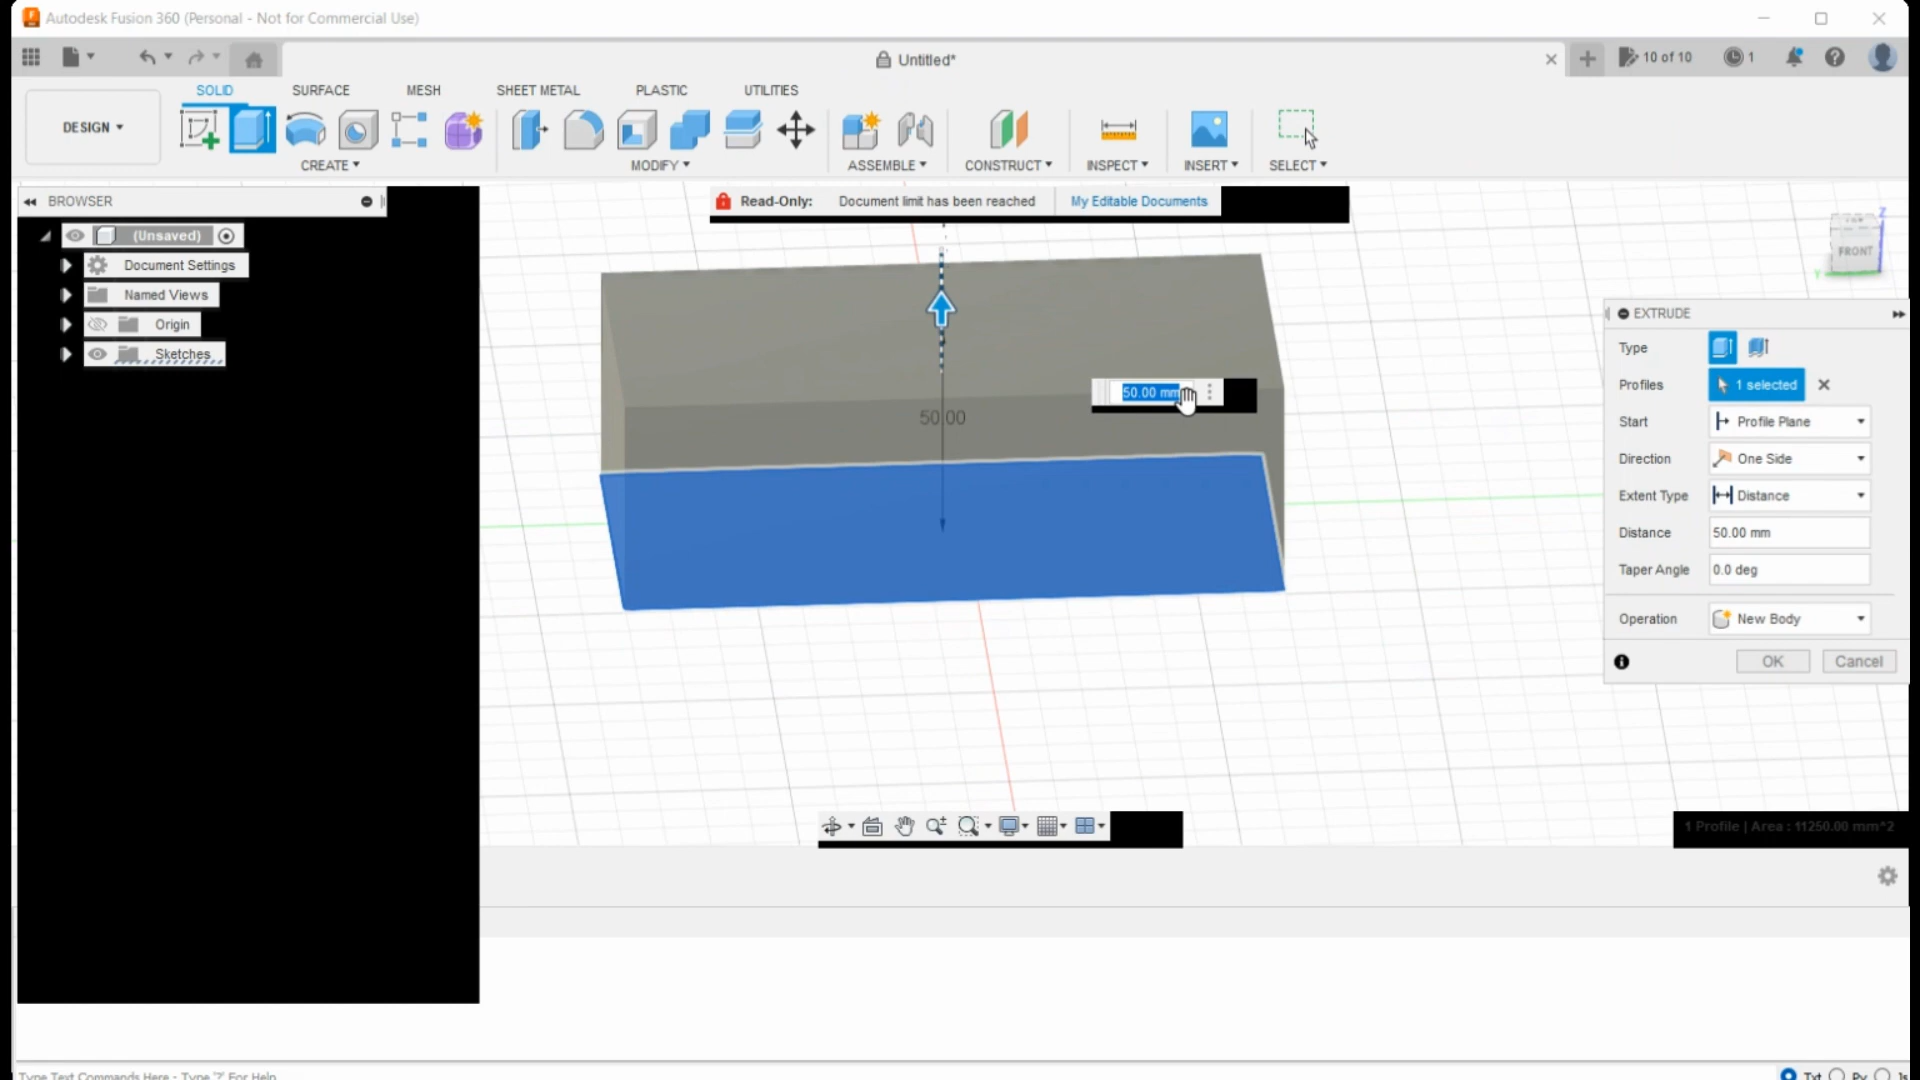 Autodesk Fusion 360 (Personal - Not for Commercial Use)
Untitled*
10 of 10
1
SOLID SURFACE MESH SHEET METAL PLASTIC UTILITIES
DESIGN
CREATE MODIFY ASSEMBLE CONSTRUCT INSPECT INSERT SELECT
BROWSER
Read-Only: Document limit has been reached My Editable Documents
(Unsaved)
Document Settings
Named Views
Origin
Sketches
Z
FRONT
Y
50.00 mm
50.00
EXTRUDE
Type
Profiles 1 selected
Start Profile Plane
Direction One Side
Extent Type Distance
Distance 50.00 mm
Taper Angle 0.0 deg
Operation New Body
OK Cancel
1 Profile | Area : 11250.00 mm^2
Type Text Commands Here - Type '?' For Help
Txt Py